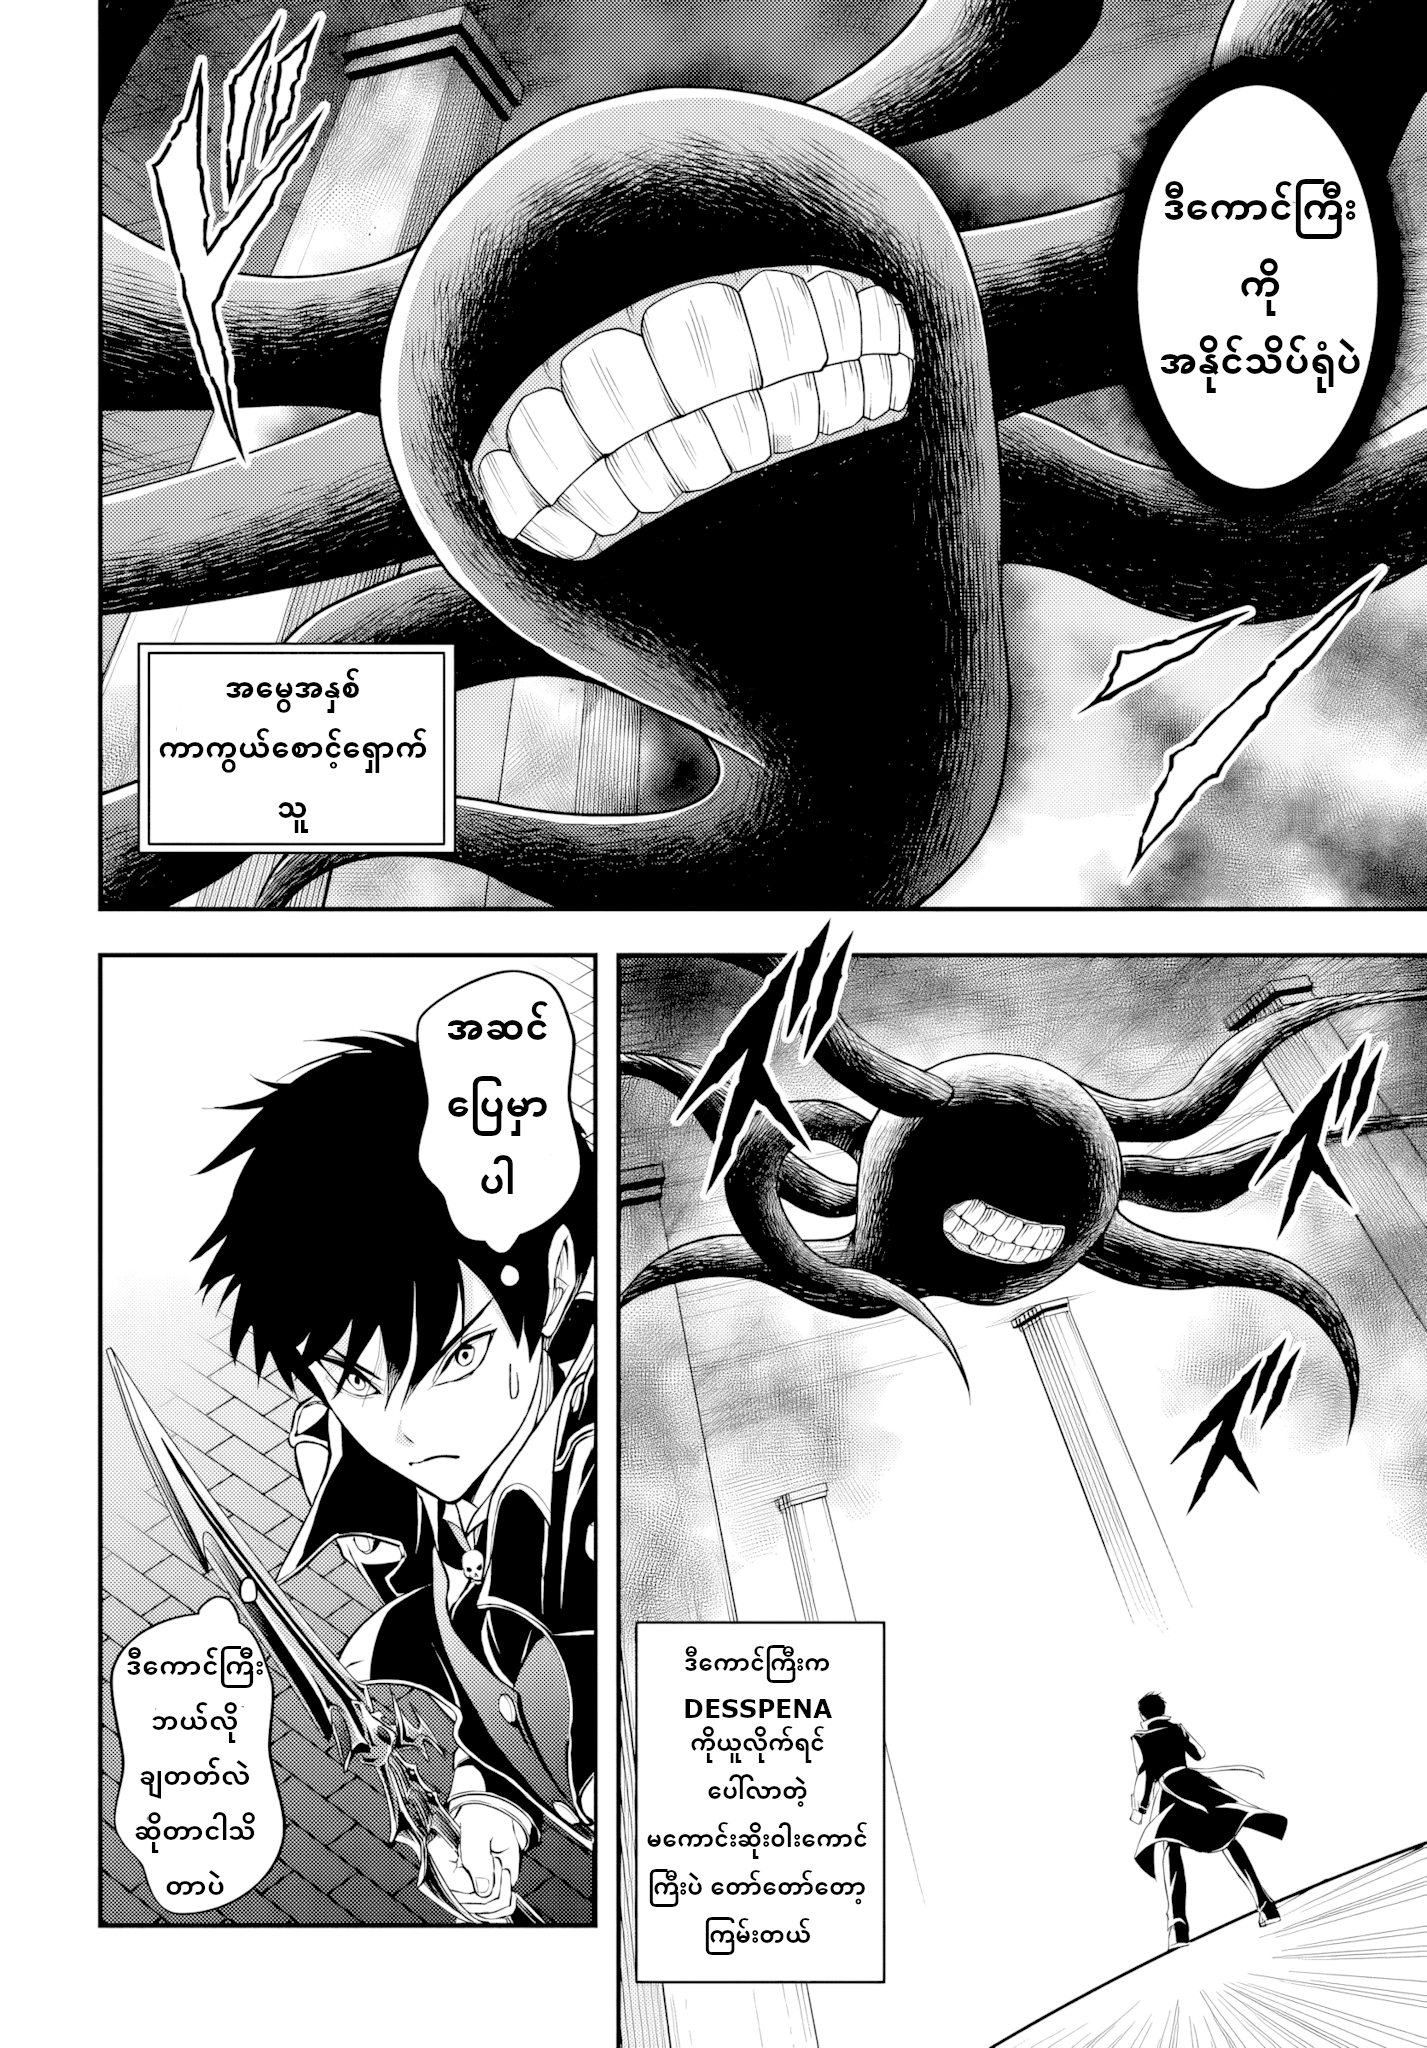 ဒီကောင်ကြီး
ကို
အနိုင်သိပ်ရုံပဲ
အမွေအနှစ်
ကာကွယ်စောင့်ရှောက်
သူ
ဒီကောင်ကြီးက
DESSPENA
ကိုယူလိုက်ရင်
ပေါ်လာတဲ့
မကောင်းဆိုးဝါးကောင်
ကြီးပဲ တော်တော်တော့
ကြမ်းတယ်
အဆင်
ပြေမှာ
ပါ
ဒီကောင်ကြီး
ဘယ်လို
ချတတ်လဲ
ဆိုတာငါသိ
တာပဲ